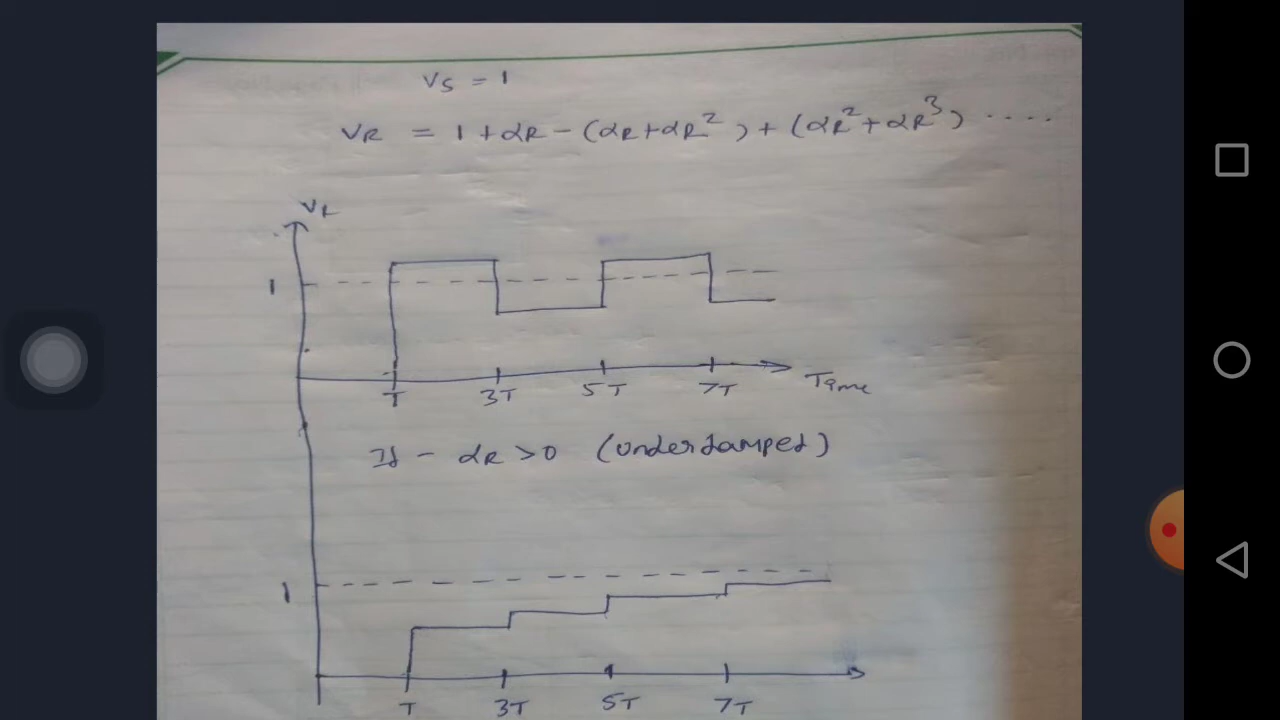 VS = 1
VR = 1 + αR - (αR + αR²) + (αR² + αR³) ....
VR
1
T 3T 5T 7T Time
If - αR > 0 (underdamped)
1
T 3T 5T 7T